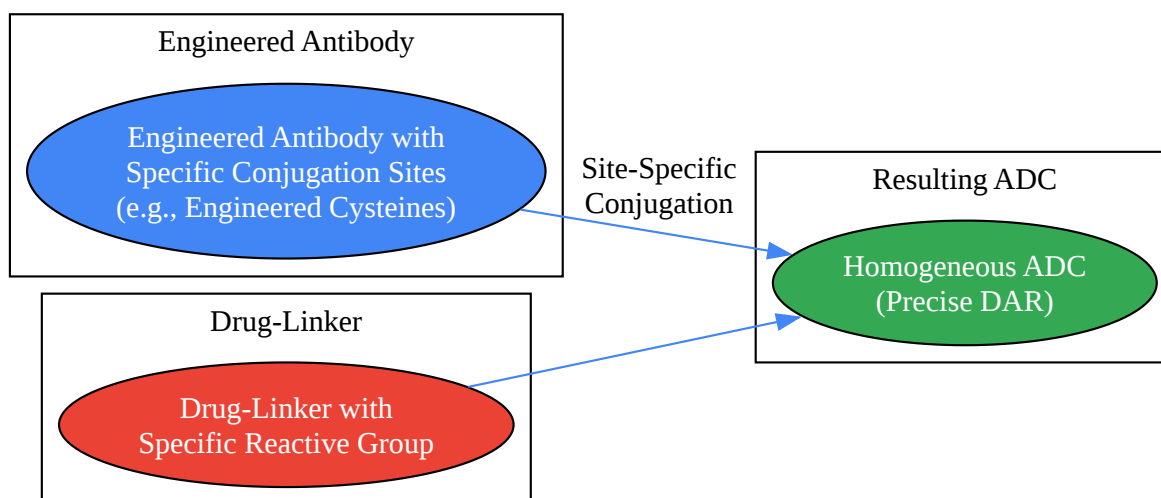 Engineered Antibody
Engineered Antibody with
Specific Conjugation Sites
(e.g., Engineered Cysteines)
Site-Specific
Conjugation
Resulting ADC
Homogeneous ADC
(Precise DAR)
Drug-Linker
Drug-Linker with
Specific Reactive Group